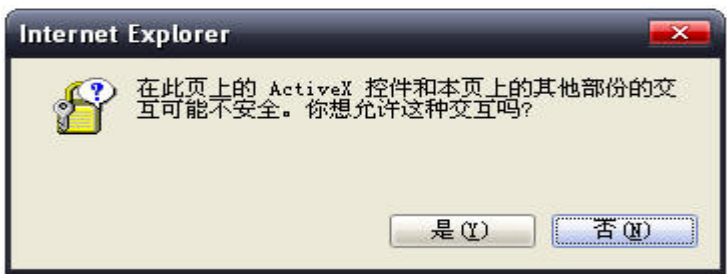 Internet Explorer
在此页上的 ActiveX 控件和本页上的其他部份的交
互可能不安全。你想允许这种交互吗?
是(Y)
否(N)